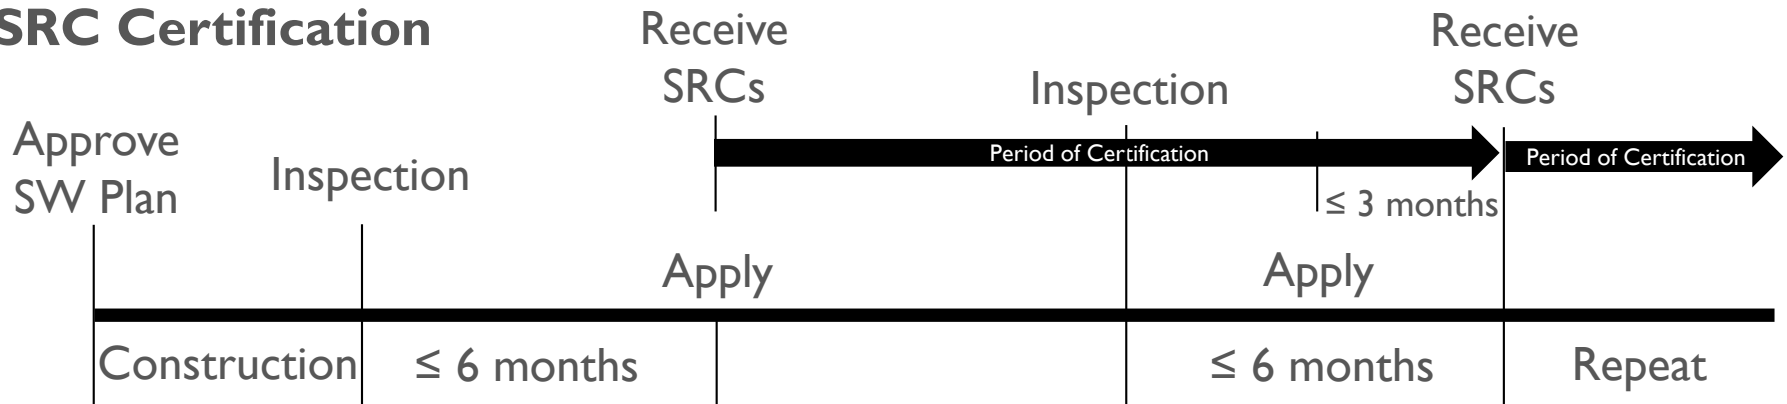 SRC Certification
Receive
SRCs
Receive
SRCs
Inspection
Approve
SW Plan
Inspection
Period of Certification
Period of Certification
≤ 3 months
Apply
Apply
Construction
≤ 6 months
≤ 6 months
Repeat